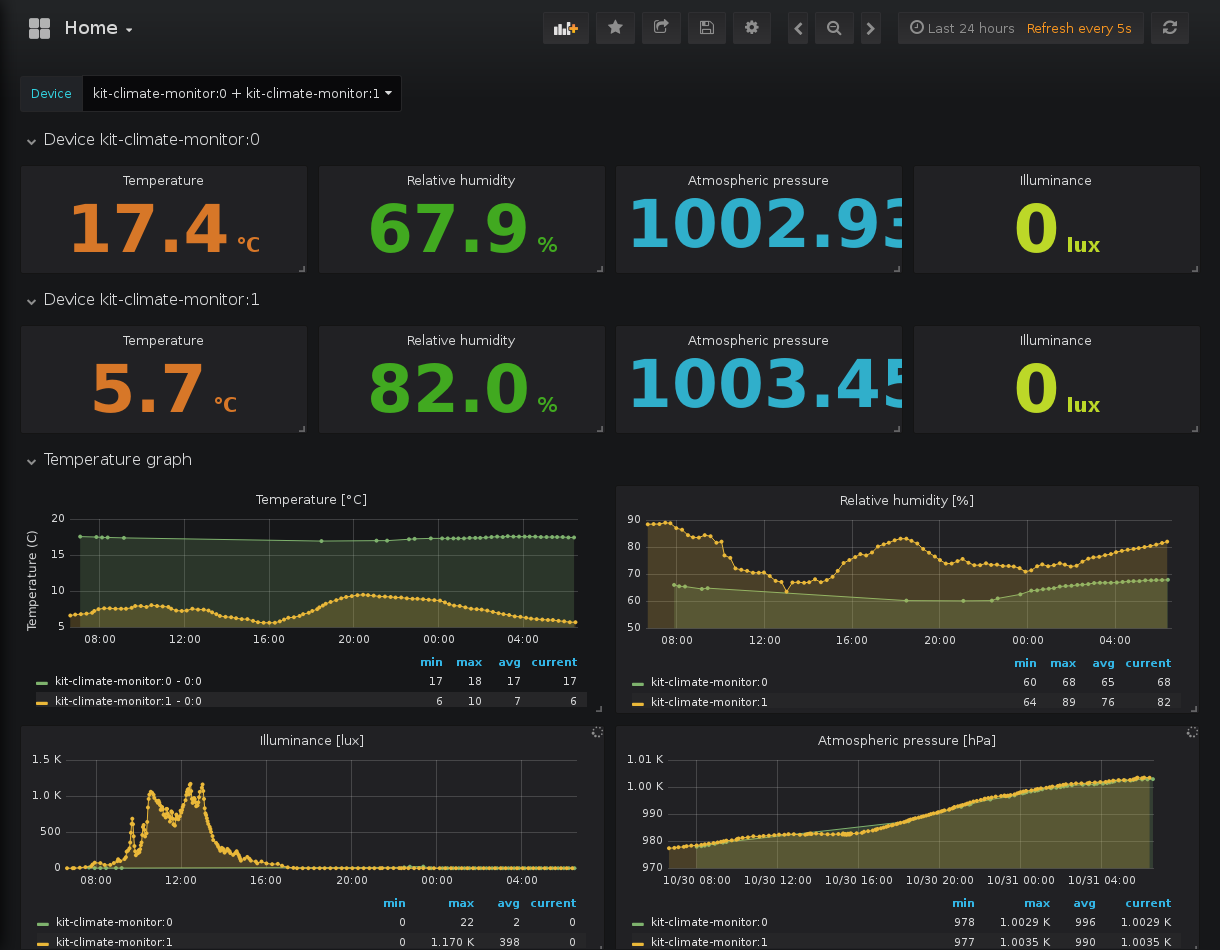 Home
Last 24 hours Refresh every 5s
Device kit-climate-monitor:0 + kit-climate-monitor:1
Device kit-climate-monitor:0
Temperature Relative humidity Atmospheric pressure Illuminance
17.4 °C 67.9 % 1002.93 0 lux
Device kit-climate-monitor:1
Temperature Relative humidity Atmospheric pressure Illuminance
5.7 °C 82.0 % 1003.45 0 lux
Temperature graph
Temperature [°C]
Temperature (C)
20
15
10
5
08:00 12:00 16:00 20:00 00:00 04:00
min max avg current
kit-climate-monitor:0 - 0:0 17 18 17 17
kit-climate-monitor:1 - 0:0 6 10 7 6
Relative humidity [%]
90
80
70
60
50
08:00 12:00 16:00 20:00 00:00 04:00
min max avg current
kit-climate-monitor:0 60 68 65 68
kit-climate-monitor:1 64 89 76 82
Illuminance [lux]
1.5 K
1.0 K
500
0
08:00 12:00 16:00 20:00 00:00 04:00
min max avg current
kit-climate-monitor:0 0 22 2 0
kit-climate-monitor:1 0 1.170 K 398 0
Atmospheric pressure [hPa]
1.01 K
1.00 K
990
980
970
10/30 08:00 10/30 12:00 10/30 16:00 10/30 20:00 10/31 00:00 10/31 04:00
min max avg current
kit-climate-monitor:0 978 1.0029 K 996 1.0029 K
kit-climate-monitor:1 977 1.0035 K 990 1.0035 K